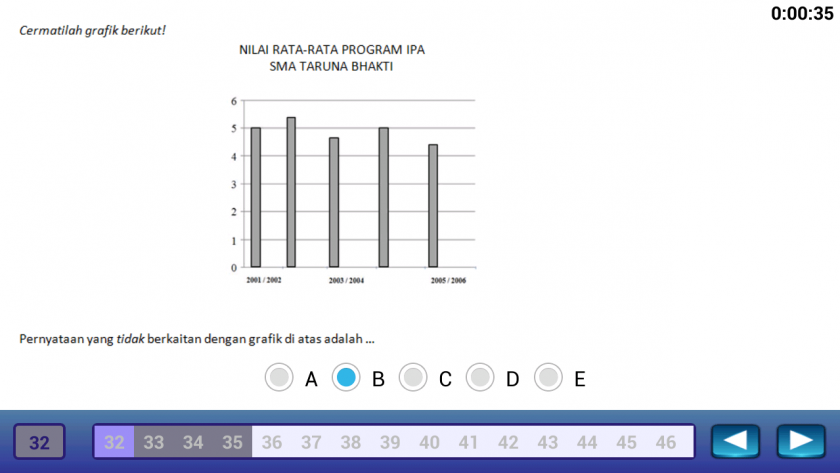 0:00:35
Cermatilah grafik berikut!
NILAI RATA-RATA PROGRAM IPA
SMA TARUNA BHAKTI
6
5
4
3
2
1
0
2001 / 2002 2003 / 2004 2005 / 2006
Pernyataan yang tidak berkaitan dengan grafik di atas adalah ...
A B C D E
32 32 33 34 35 36 37 38 39 40 41 42 43 44 45 46